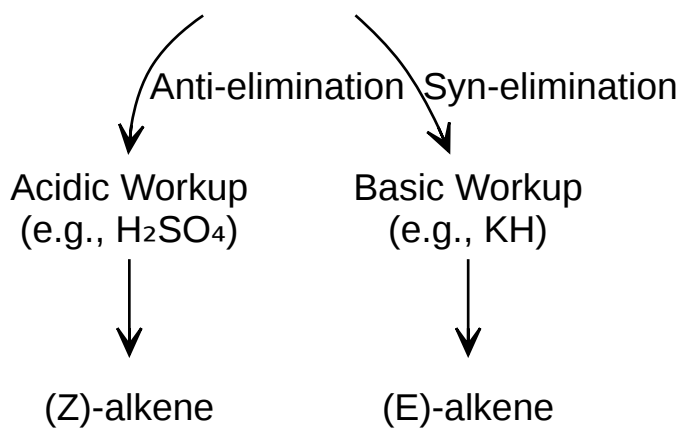 Anti-elimination
Syn-elimination
Acidic Workup
(e.g., H₂SO₄)
Basic Workup
(e.g., KH)
(Z)-alkene
(E)-alkene